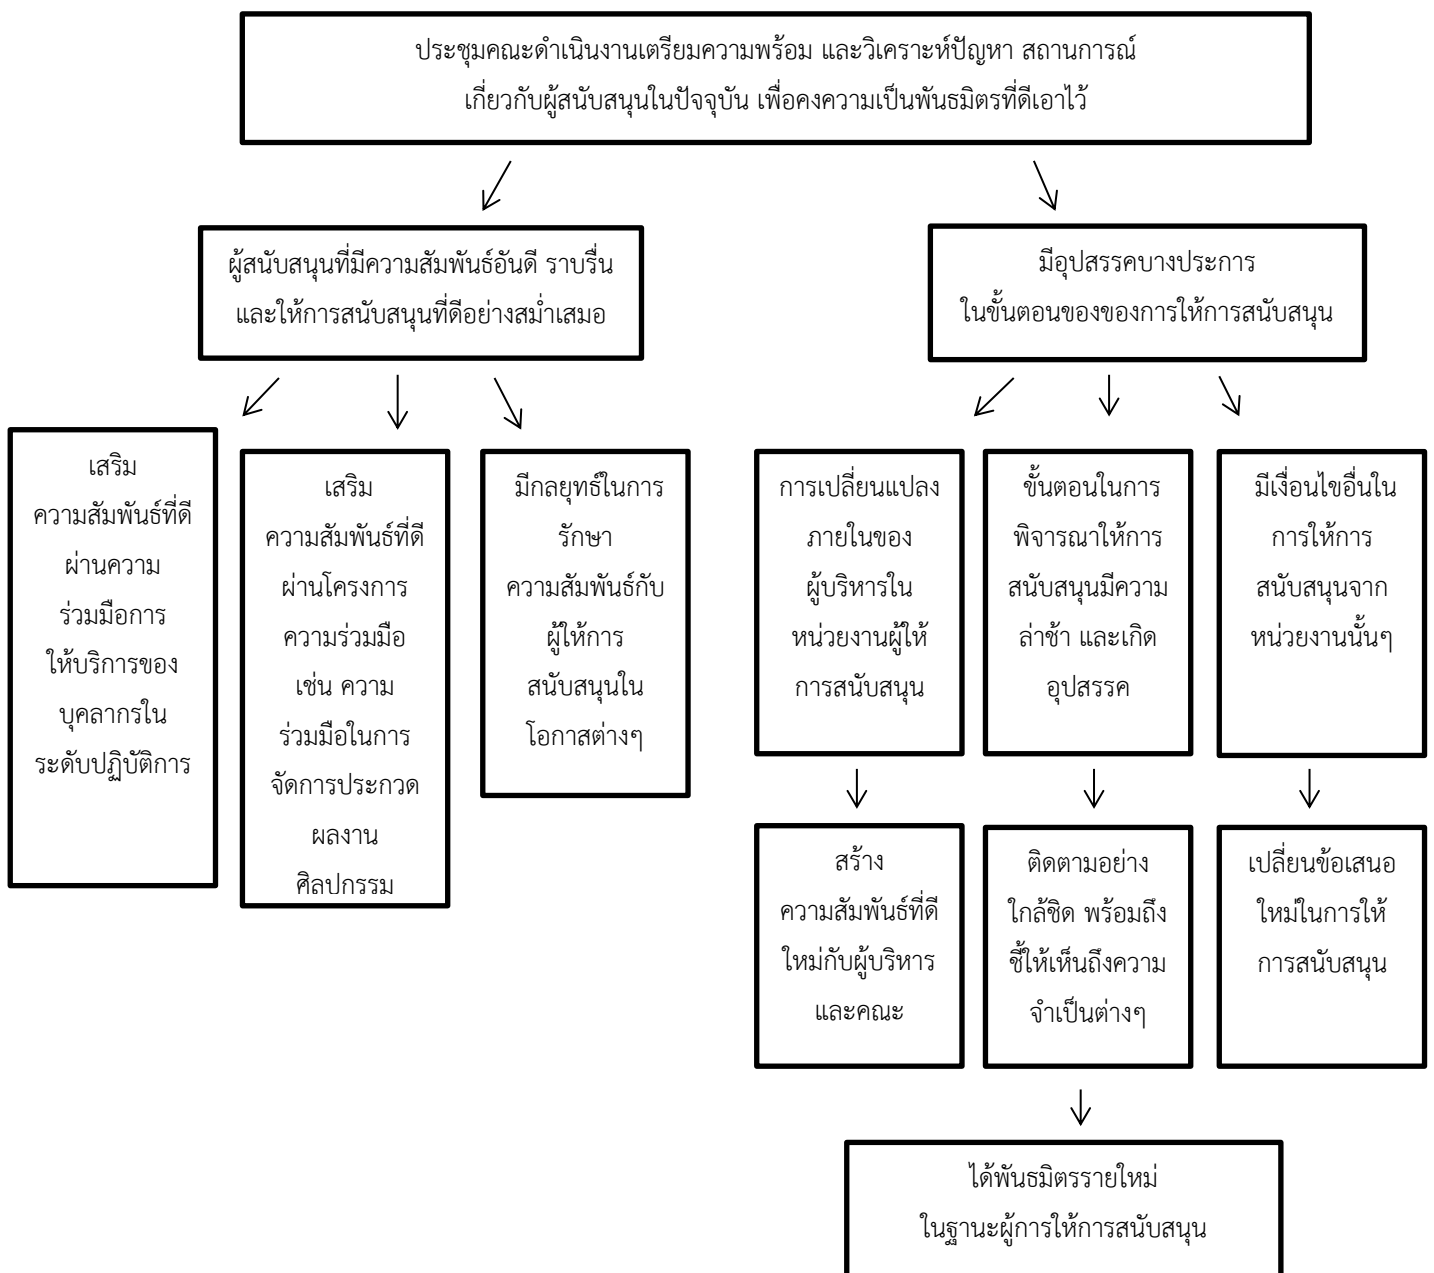 ประชุมคณะดำเนินงานเตรียมความพร้อม และวิเคราะห์ปัญหา สถานการณ์
เกี่ยวกับผู้สนับสนุนในปัจจุบัน เพื่อคงความเป็นพันธมิตรที่ดีเอาไว้
ผู้สนับสนุนที่มีความสัมพันธ์อันดี ราบรื่น
และให้การสนับสนุนที่ดีอย่างสม่ำเสมอ
มีอุปสรรคบางประการ
ในขั้นตอนของของการให้การสนับสนุน
เสริม
ความสัมพันธ์ที่ดี
ผ่านความ
ร่วมมือการ
ให้บริการของ
บุคลากรใน
ระดับปฏิบัติการ
เสริม
ความสัมพันธ์ที่ดี
ผ่านโครงการ
ความร่วมมือ
เช่น ความ
ร่วมมือในการ
จัดการประกวด
ผลงาน
ศิลปกรรม
มีกลยุทธ์ในการ
รักษา
ความสัมพันธ์กับ
ผู้ให้การ
สนับสนุนใน
โอกาสต่างๆ
การเปลี่ยนแปลง
ภายในของ
ผู้บริหารใน
หน่วยงานผู้ให้
การสนับสนุน
ขั้นตอนในการ
พิจารณาให้การ
สนับสนุนมีความ
ล่าช้า และเกิด
อุปสรรค
มีเงื่อนไขอื่นใน
การให้การ
สนับสนุนจาก
หน่วยงานนั้นๆ
สร้าง
ความสัมพันธ์ที่ดี
ใหม่กับผู้บริหาร
และคณะ
ติดตามอย่าง
ใกล้ชิด พร้อมถึง
ชี้ให้เห็นถึงความ
จำเป็นต่างๆ
เปลี่ยนข้อเสนอ
ใหม่ในการให้
การสนับสนุน
ได้พันธมิตรรายใหม่
ในฐานะผู้การให้การสนับสนุน